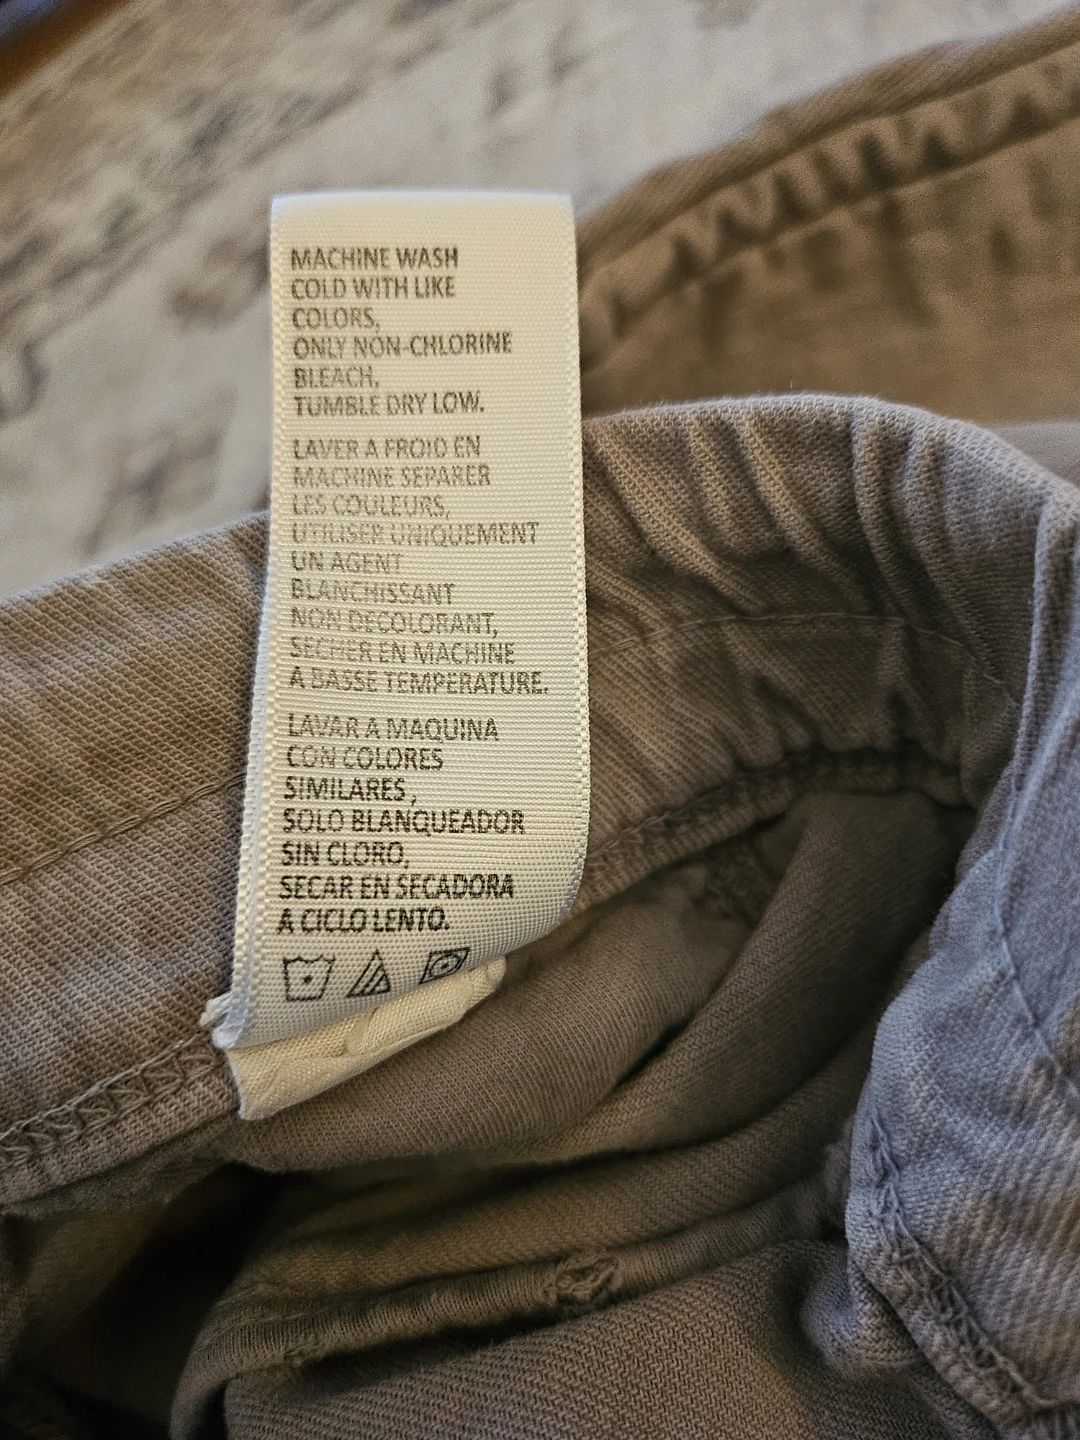 MACHINE WASH
COLD WITH LIKE
COLORS,
ONLY NON-CHLORINE
BLEACH,
TUMBLE DRY LOW.
LAVER A FROID EN
MACHINE SEPARER
LES COULEURS,
UTILISER UNIQUEMENT
UN AGENT
BLANCHISSANT
NON DECOLORANT,
SECHER EN MACHINE
A BASSE TEMPERATURE.
LAVAR A MAQUINA
CON COLORES
SIMILARES,
SOLO BLANQUEADOR
SIN CLORO,
SECAR EN SECADORA
A CICLO LENTO.